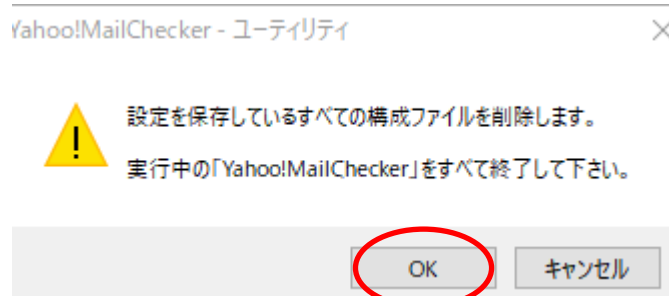 Yahoo!MailChecker - ユーティリティ
設定を保存しているすべての構成ファイルを削除します。
実行中の「Yahoo!MailChecker」をすべて終了して下さい。
OK
キャンセル